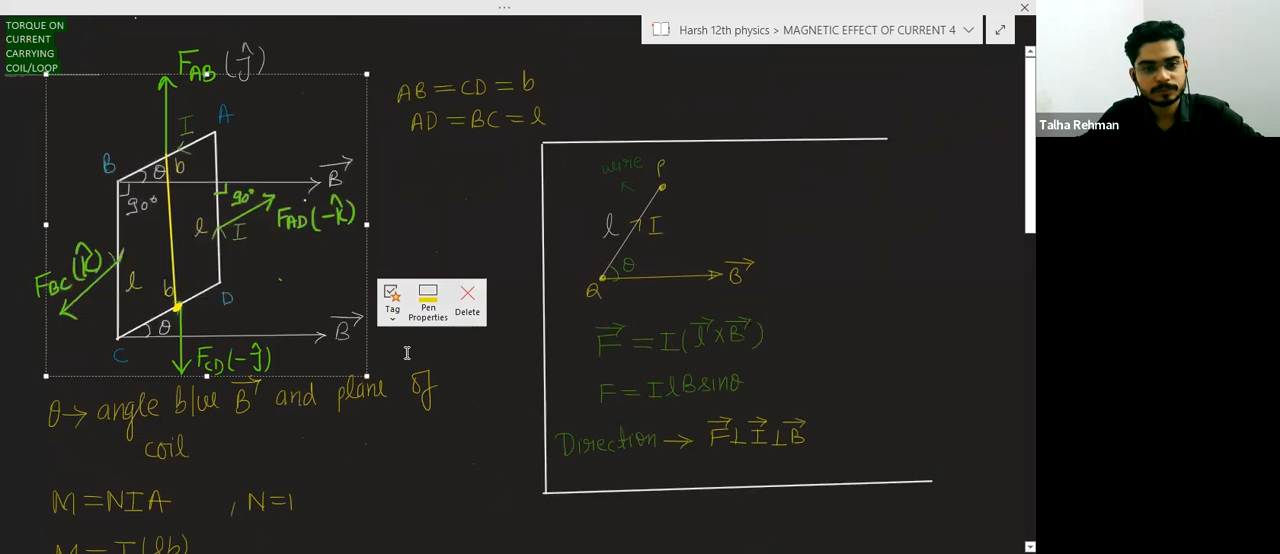 TORQUE ON
CURRENT
CARRYING
COIL/LOOP
Harsh 12th physics > MAGNETIC EFFECT OF CURRENT 4
Talha Rehman
F_AB (ĵ)
A
I
B
θ
b
B⃗
90°
90°
F_AD (-k̂)
l
I
F_BC (k̂)
l
b
D
θ
B⃗
C
F_CD (-ĵ)
AB = CD = b
AD = BC = l
wire
P
l
I
θ
Q
B⃗
F⃗ = I(l⃗ × B⃗)
F = IlBsinθ
Direction → F⃗ ⊥ I⃗ ⊥ B⃗
Tag
Pen
Properties
Delete
θ → angle b/w B⃗ and plane of
coil
M = NIA , N = 1
M = I(lb)